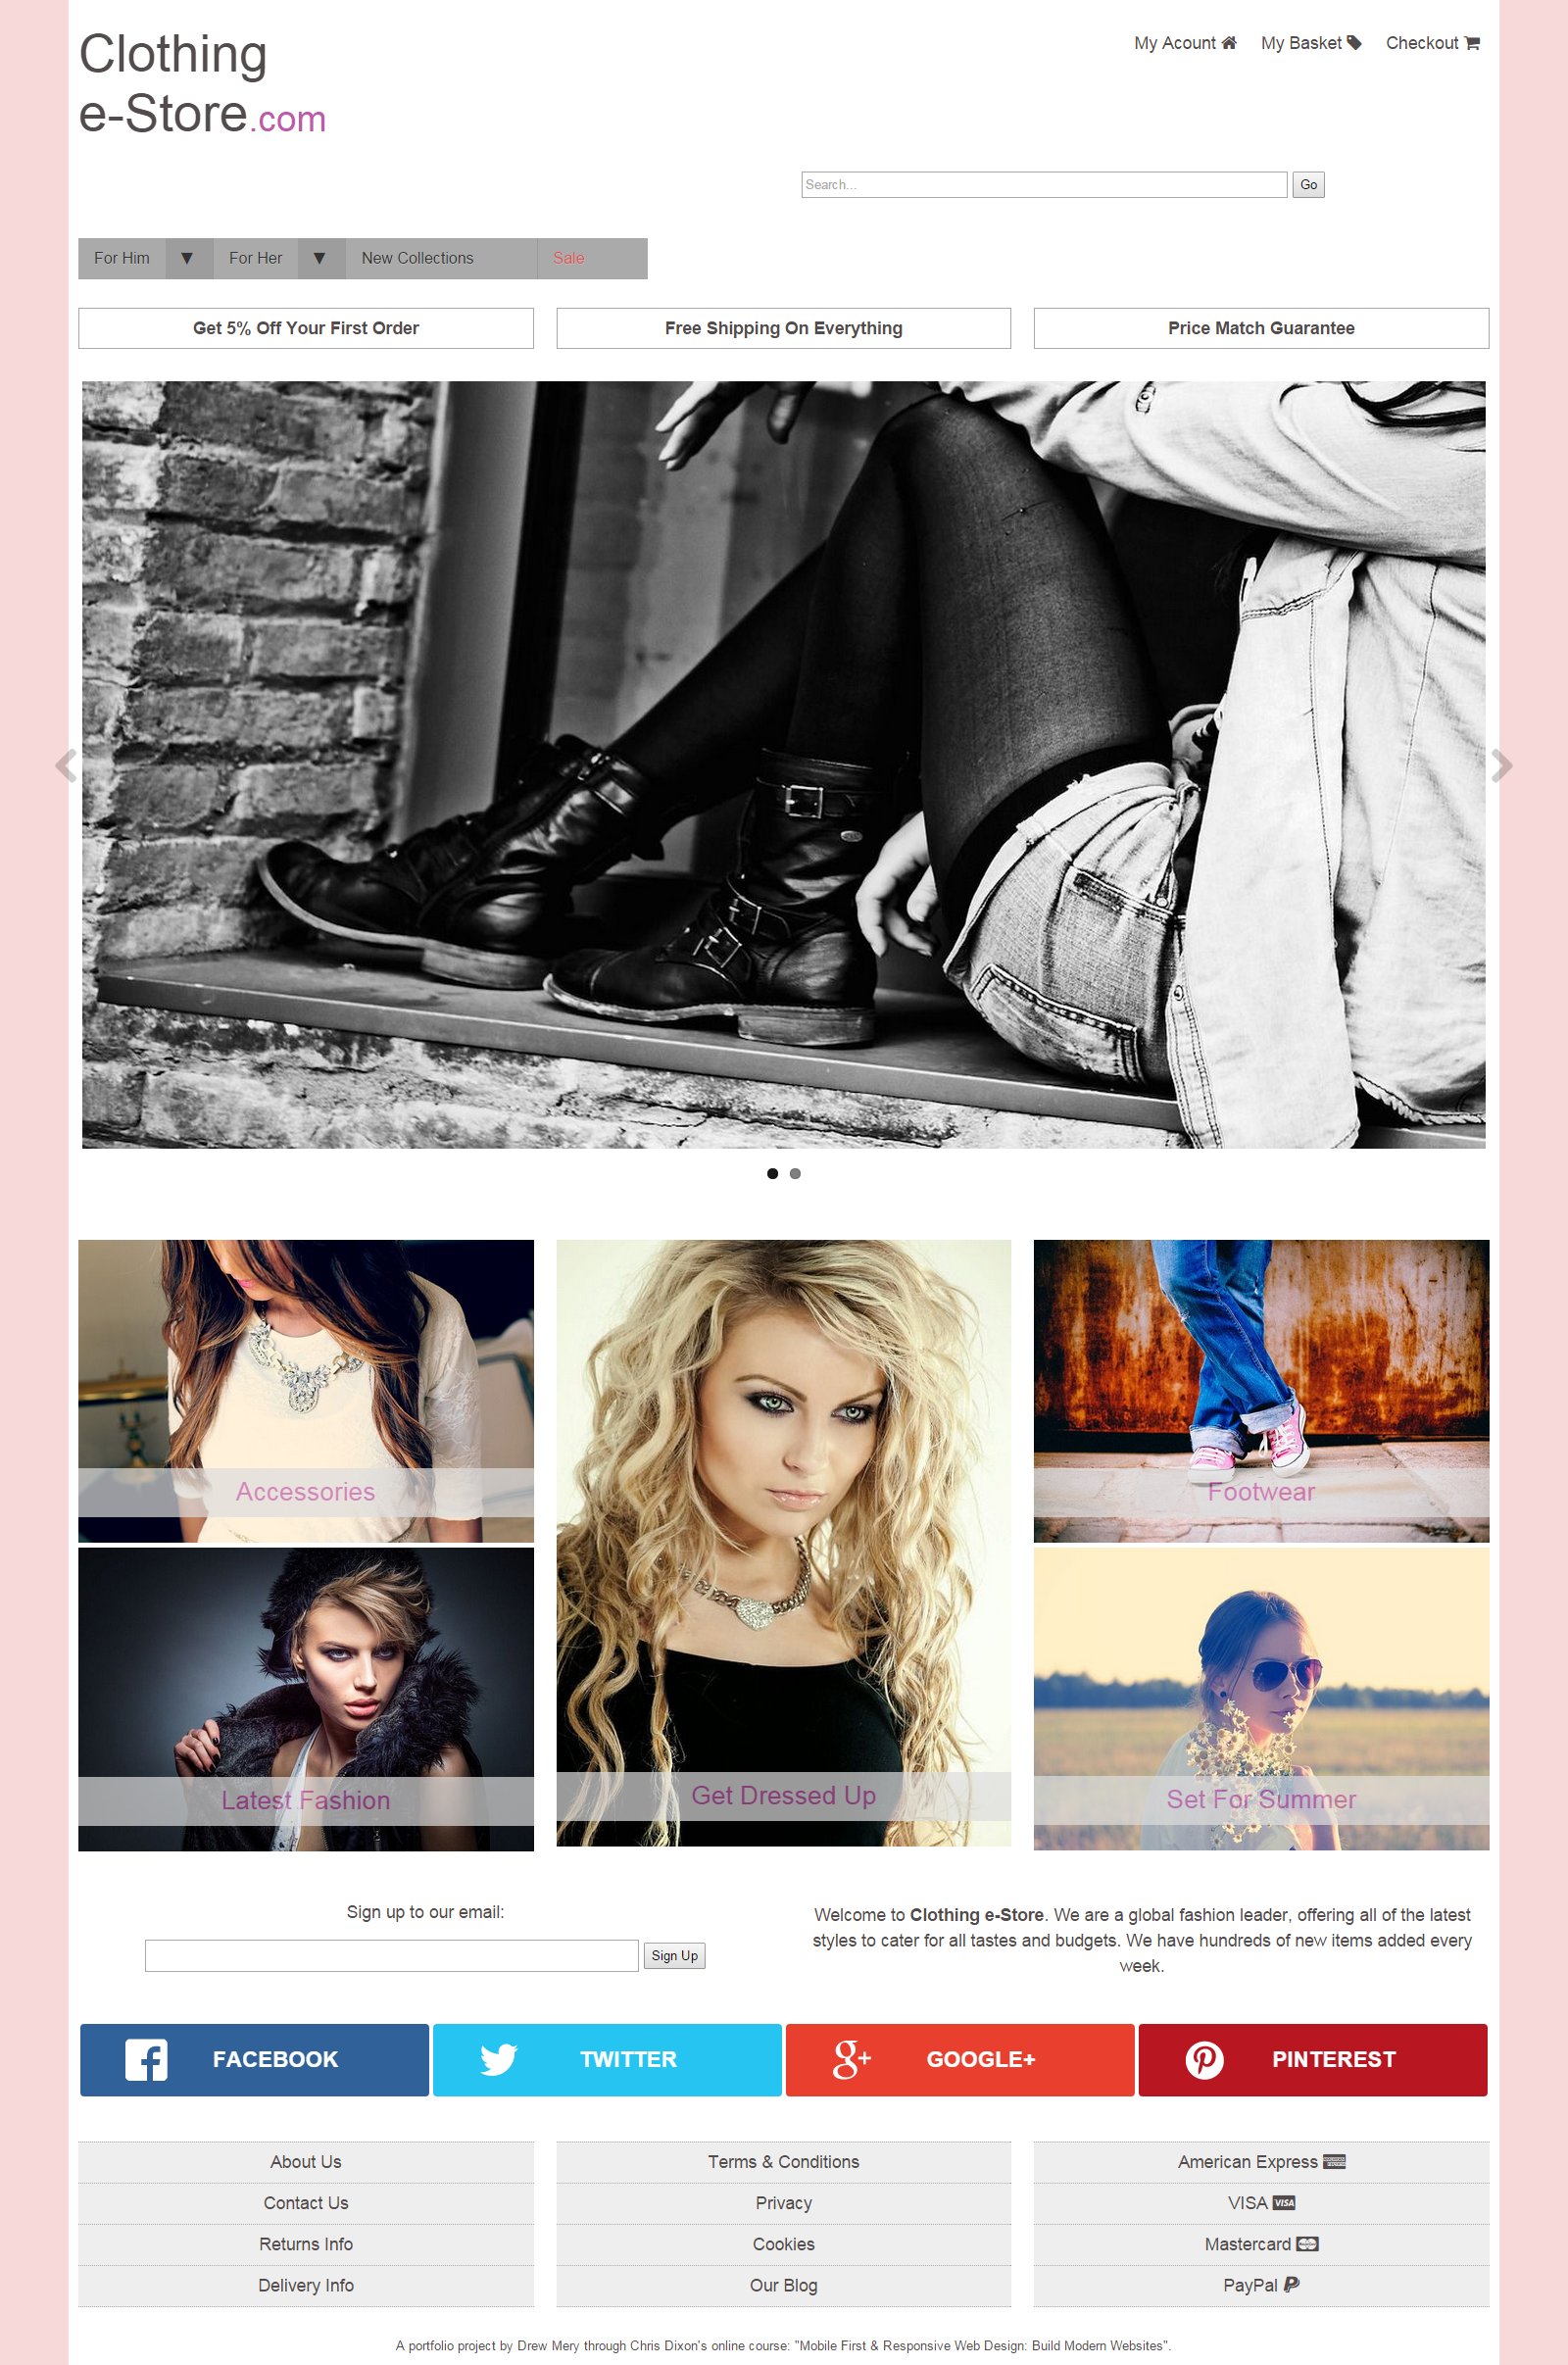 Clothing
e-Store.com
My Acount
My Basket
Checkout
Search...
Go
For Him ▼
For Her ▼
New Collections
Sale
Get 5% Off Your First Order
Free Shipping On Everything
Price Match Guarantee
Accessories
Get Dressed Up
Footwear
Latest Fashion
Set For Summer
Sign up to our email:
Sign Up
Welcome to Clothing e-Store. We are a global fashion leader, offering all of the latest
styles to cater for all tastes and budgets. We have hundreds of new items added every
week.
FACEBOOK
TWITTER
GOOGLE+
PINTEREST
About Us
Contact Us
Returns Info
Delivery Info
Terms & Conditions
Privacy
Cookies
Our Blog
American Express
VISA VISA
Mastercard
PayPal
A portfolio project by Drew Mery through Chris Dixon's online course: "Mobile First & Responsive Web Design: Build Modern Websites".